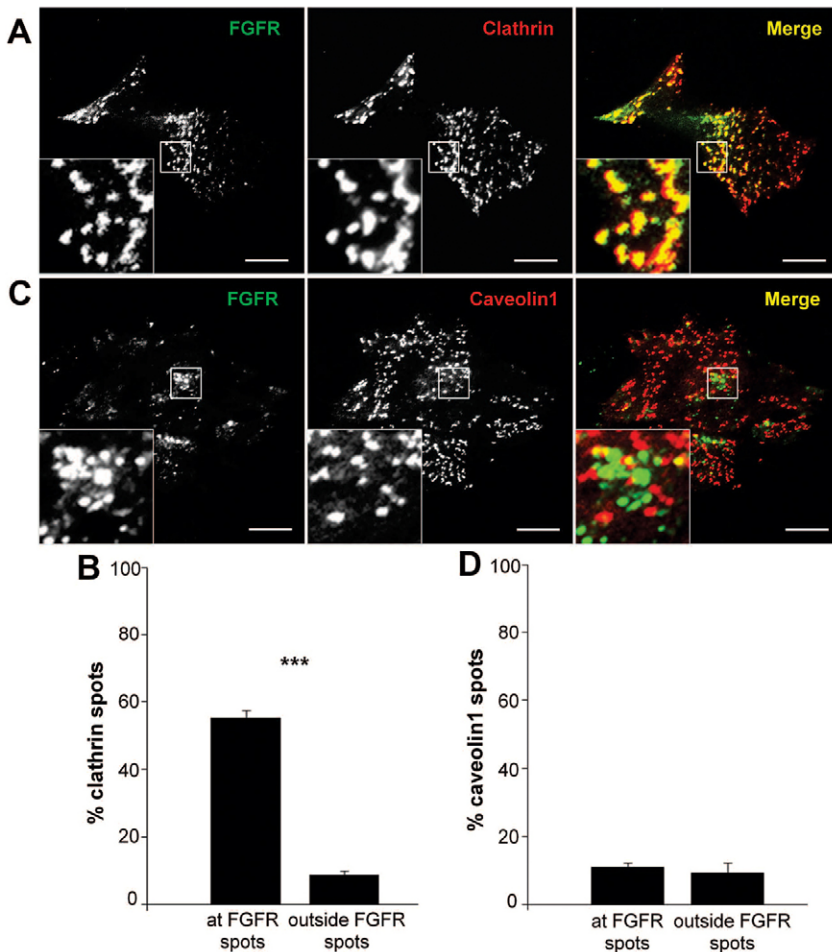 A
FGFR
Clathrin
Merge
C
FGFR
Caveolin1
Merge
B
% clathrin spots
100
80
60
40
20
0
***
at FGFR
spots
outside FGFR
spots
D
% caveolin1 spots
100
80
60
40
20
0
at FGFR
spots
outside FGFR
spots